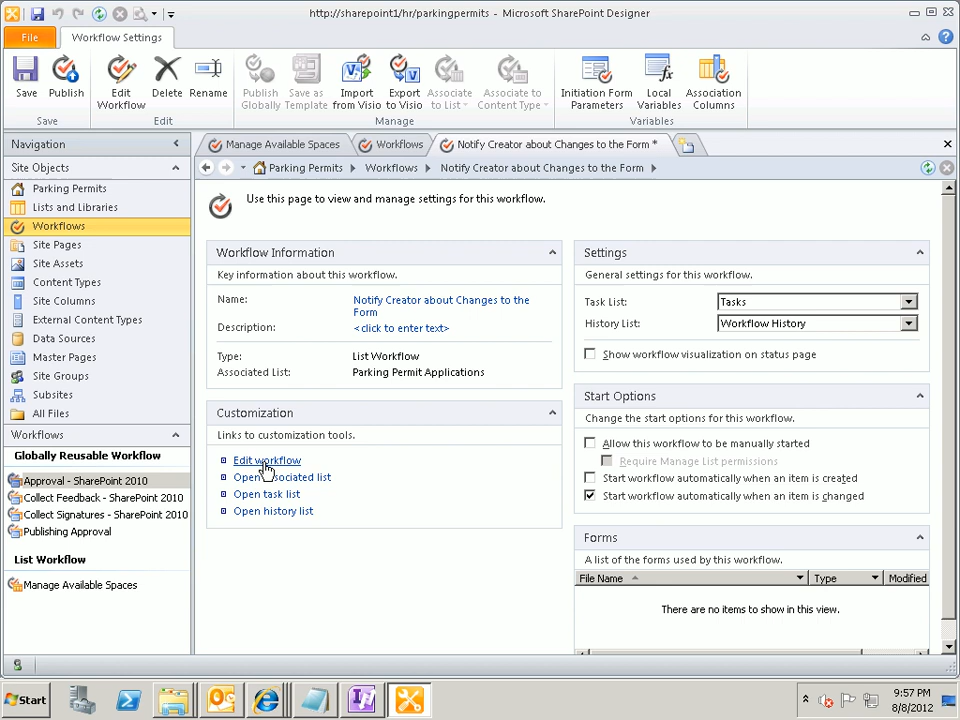 http://sharepoint1/hr/parkingpermits - Microsoft SharePoint Designer
File
Workflow Settings
Save
Publish
Edit Workflow
Delete
Rename
Publish Globally
Save as Template
Import from Visio
Export to Visio
Associate to List
Associate to Content Type
Initiation Form Parameters
Local Variables
Association Columns
Save
Edit
Manage
Variables
Navigation
Manage Available Spaces
Workflows
Notify Creator about Changes to the Form *
Site Objects
Parking Permits
Workflows
Notify Creator about Changes to the Form
Parking Permits
Lists and Libraries
Workflows
Site Pages
Site Assets
Content Types
Site Columns
External Content Types
Data Sources
Master Pages
Site Groups
Subsites
All Files
Workflows
Globally Reusable Workflow
Approval - SharePoint 2010
Collect Feedback - SharePoint 2010
Collect Signatures - SharePoint 2010
Publishing Approval
List Workflow
Manage Available Spaces
Use this page to view and manage settings for this workflow.
Workflow Information
Key information about this workflow.
Name:
Notify Creator about Changes to the
Form
Description:
<click to enter text>
Type:
List Workflow
Associated List:
Parking Permit Applications
Customization
Links to customization tools.
Edit workflow
Open associated list
Open task list
Open history list
Settings
General settings for this workflow.
Task List:
Tasks
History List:
Workflow History
Show workflow visualization on status page
Start Options
Change the start options for this workflow.
Allow this workflow to be manually started
Require Manage List permissions
Start workflow automatically when an item is created
Start workflow automatically when an item is changed
Forms
A list of the forms used by this workflow.
File Name
Type
Modified
There are no items to show in this view.
Start
9:57 PM
8/8/2012